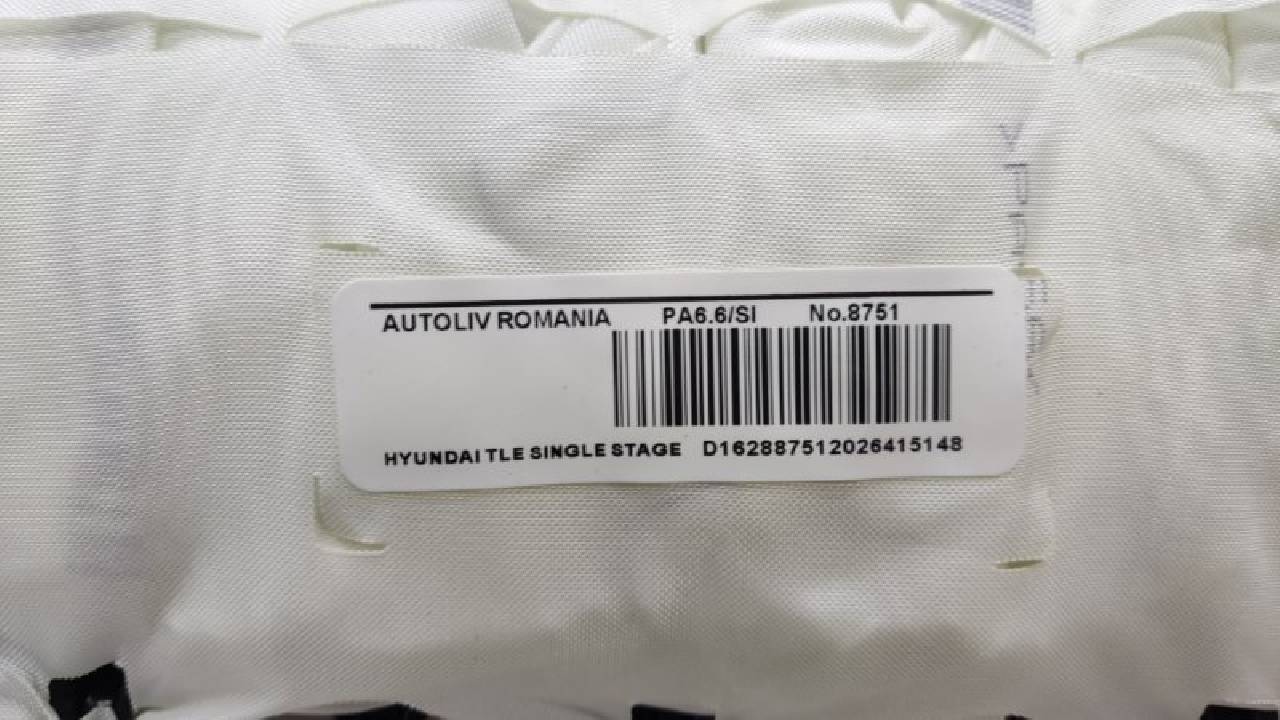 AUTOLIV ROMANIA PA6.6/SI No.8751
HYUNDAI TLE SINGLE STAGE D162887512026415148